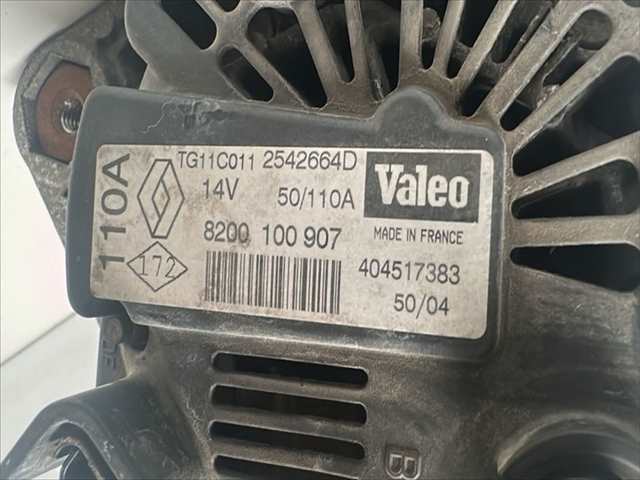 110A
172
TG11C011 2542664D
14V 50/110A
8200 100 907
Valeo
MADE IN FRANCE
404517383
50/04
B